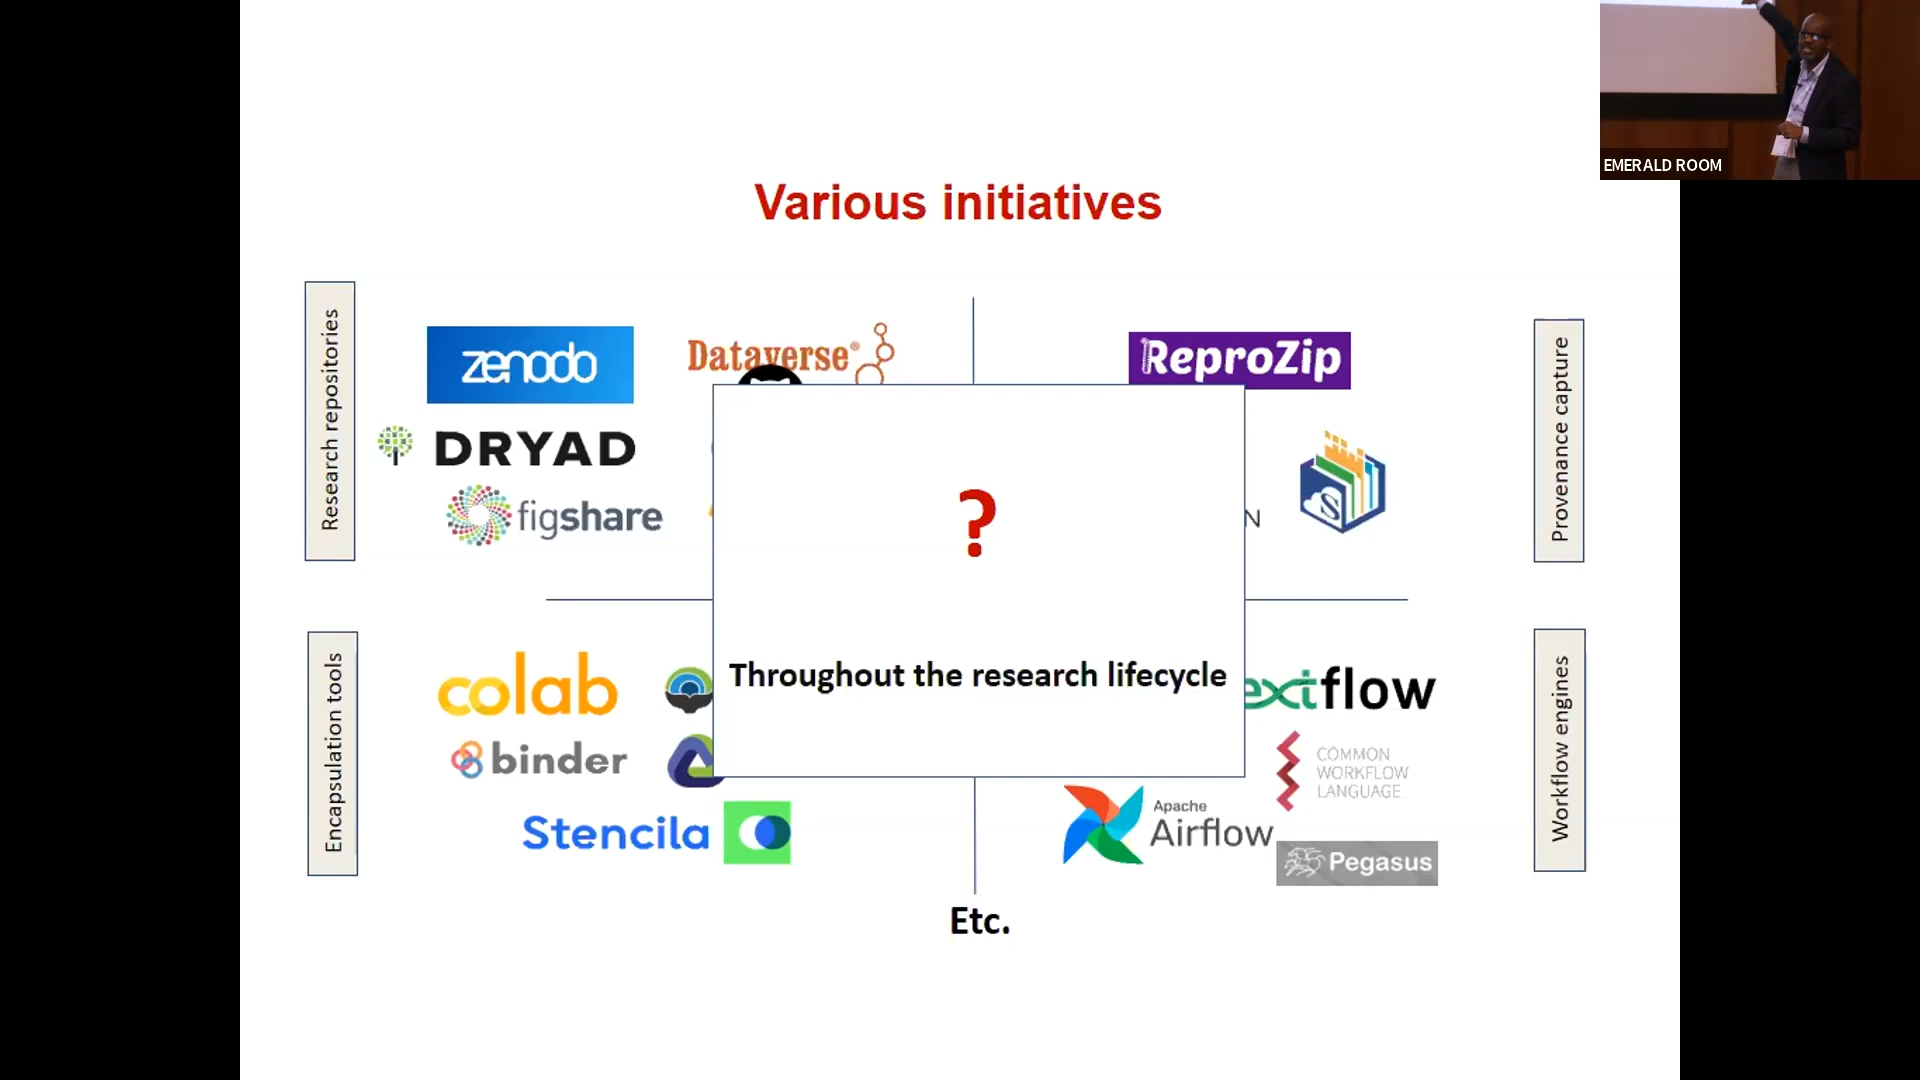 EMERALD ROOM
Various initiatives
Research repositories
zenodo
Dataverse®
DRYAD
figshare
ReproZip
N
S
Provenance capture
?
Throughout the research lifecycle
Encapsulation tools
colab
binder
Stencila
extflow
COMMON
WORKFLOW
LANGUAGE
Apache
Airflow
Pegasus
Workflow engines
Etc.